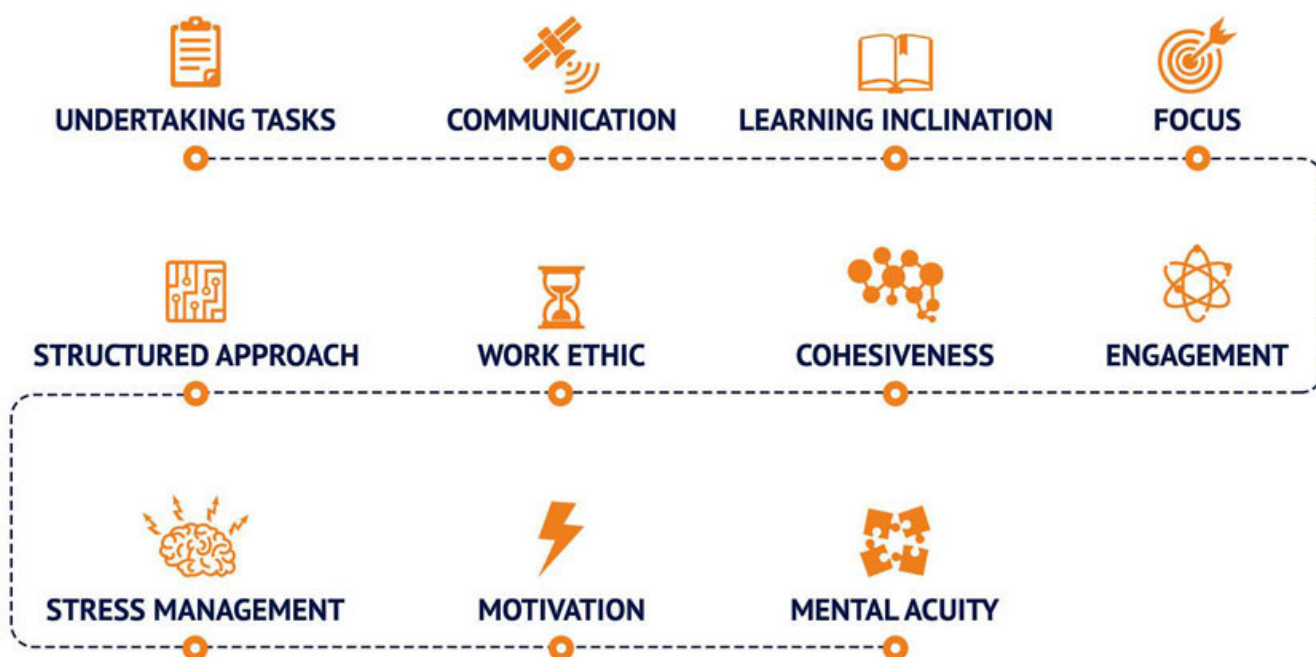 UNDERTAKING TASKS
COMMUNICATION
LEARNING INCLINATION
FOCUS
STRUCTURED APPROACH
WORK ETHIC
COHESIVENESS
ENGAGEMENT
STRESS MANAGEMENT
MOTIVATION
MENTAL ACUITY